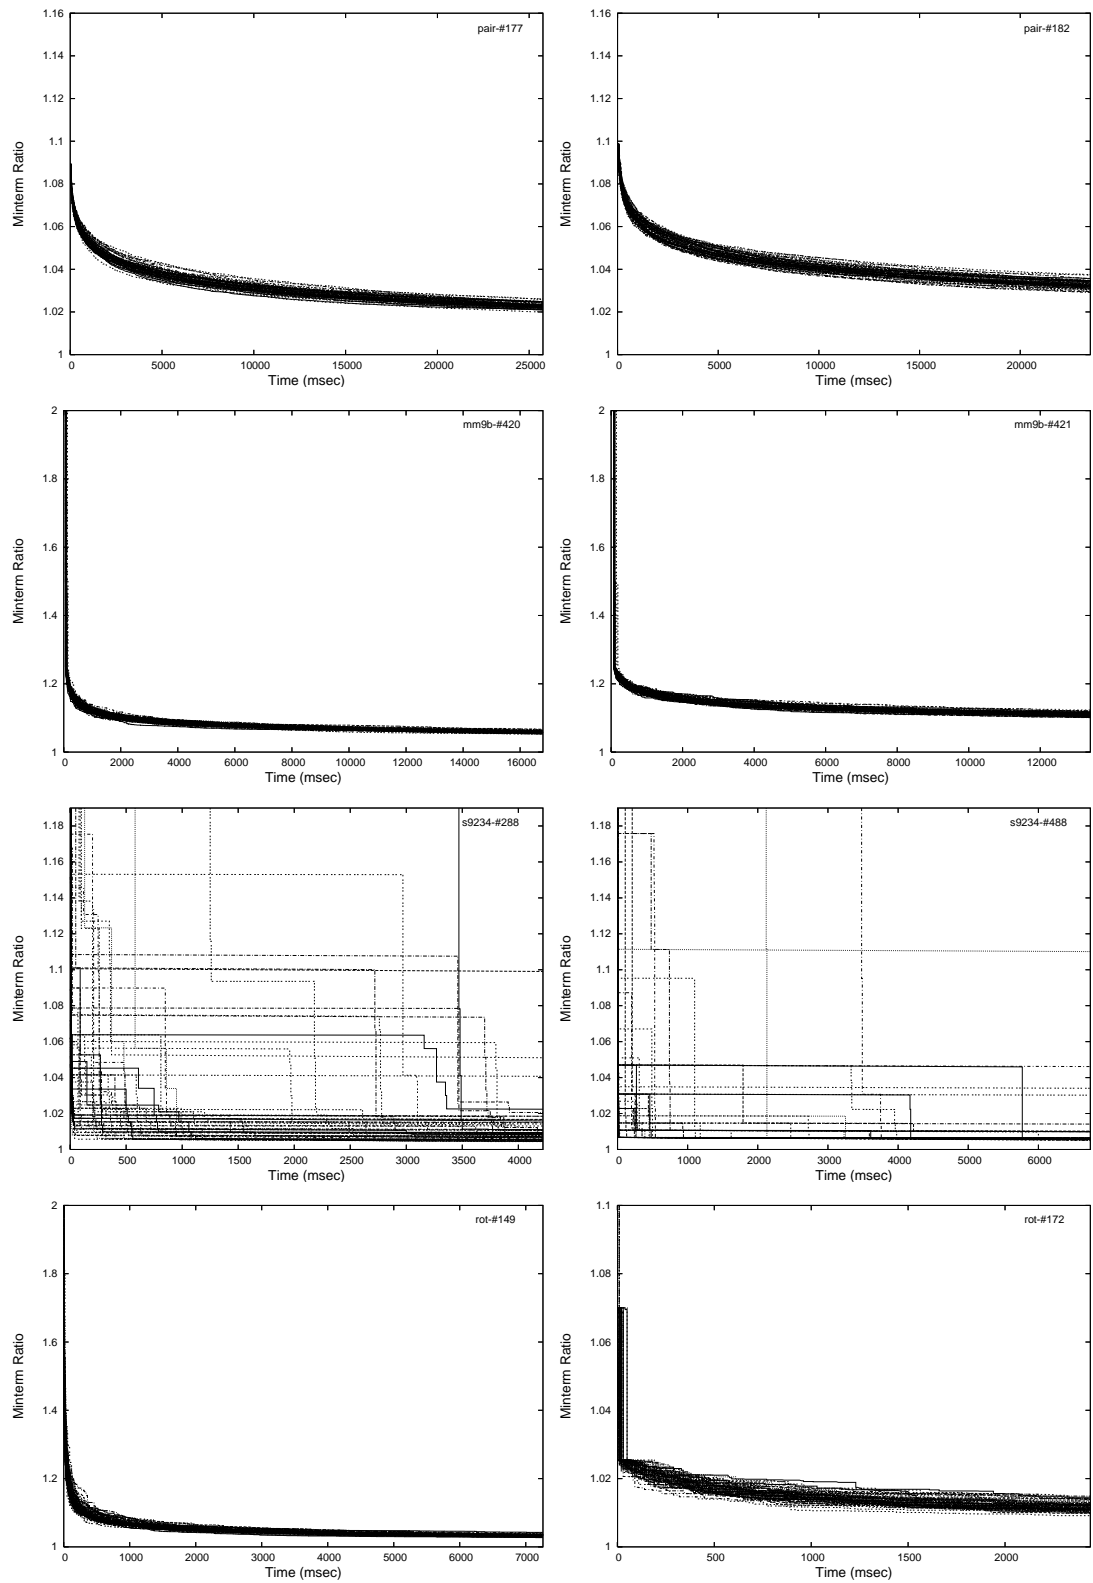 pair-#177
1.16
1.14
1.12
1.1
1.08
1.06
1.04
1.02
1
Minterm Ratio
0 5000 10000 15000 20000 25000
Time (msec)
pair-#182
1.16
1.14
1.12
1.1
1.08
1.06
1.04
1.02
1
Minterm Ratio
0 5000 10000 15000 20000
Time (msec)
mm9b-#420
2
1.8
1.6
1.4
1.2
1
Minterm Ratio
0 2000 4000 6000 8000 10000 12000 14000 16000
Time (msec)
mm9b-#421
2
1.8
1.6
1.4
1.2
1
Minterm Ratio
0 2000 4000 6000 8000 10000 12000
Time (msec)
s9234-#288
1.18
1.16
1.14
1.12
1.1
1.08
1.06
1.04
1.02
1
Minterm Ratio
0 500 1000 1500 2000 2500 3000 3500 4000
Time (msec)
s9234-#488
1.18
1.16
1.14
1.12
1.1
1.08
1.06
1.04
1.02
1
Minterm Ratio
0 1000 2000 3000 4000 5000 6000
Time (msec)
rot-#149
2
1.8
1.6
1.4
1.2
1
Minterm Ratio
0 1000 2000 3000 4000 5000 6000 7000
Time (msec)
rot-#172
1.1
1.08
1.06
1.04
1.02
1
Minterm Ratio
0 500 1000 1500 2000
Time (msec)